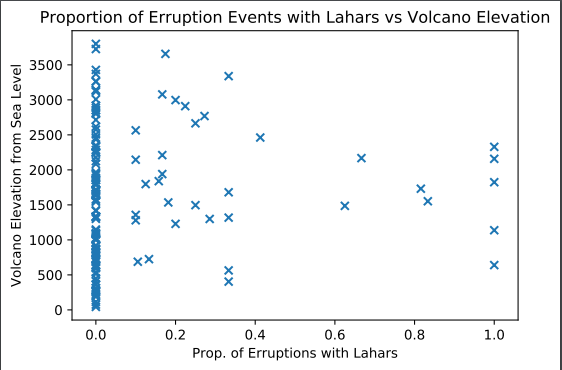 Proportion of Erruption Events with Lahars vs Volcano Elevation
Volcano Elevation from Sea Level
3500
3000
2500
2000
1500
1000
500
0
0.0 0.2 0.4 0.6 0.8 1.0
Prop. of Erruptions with Lahars